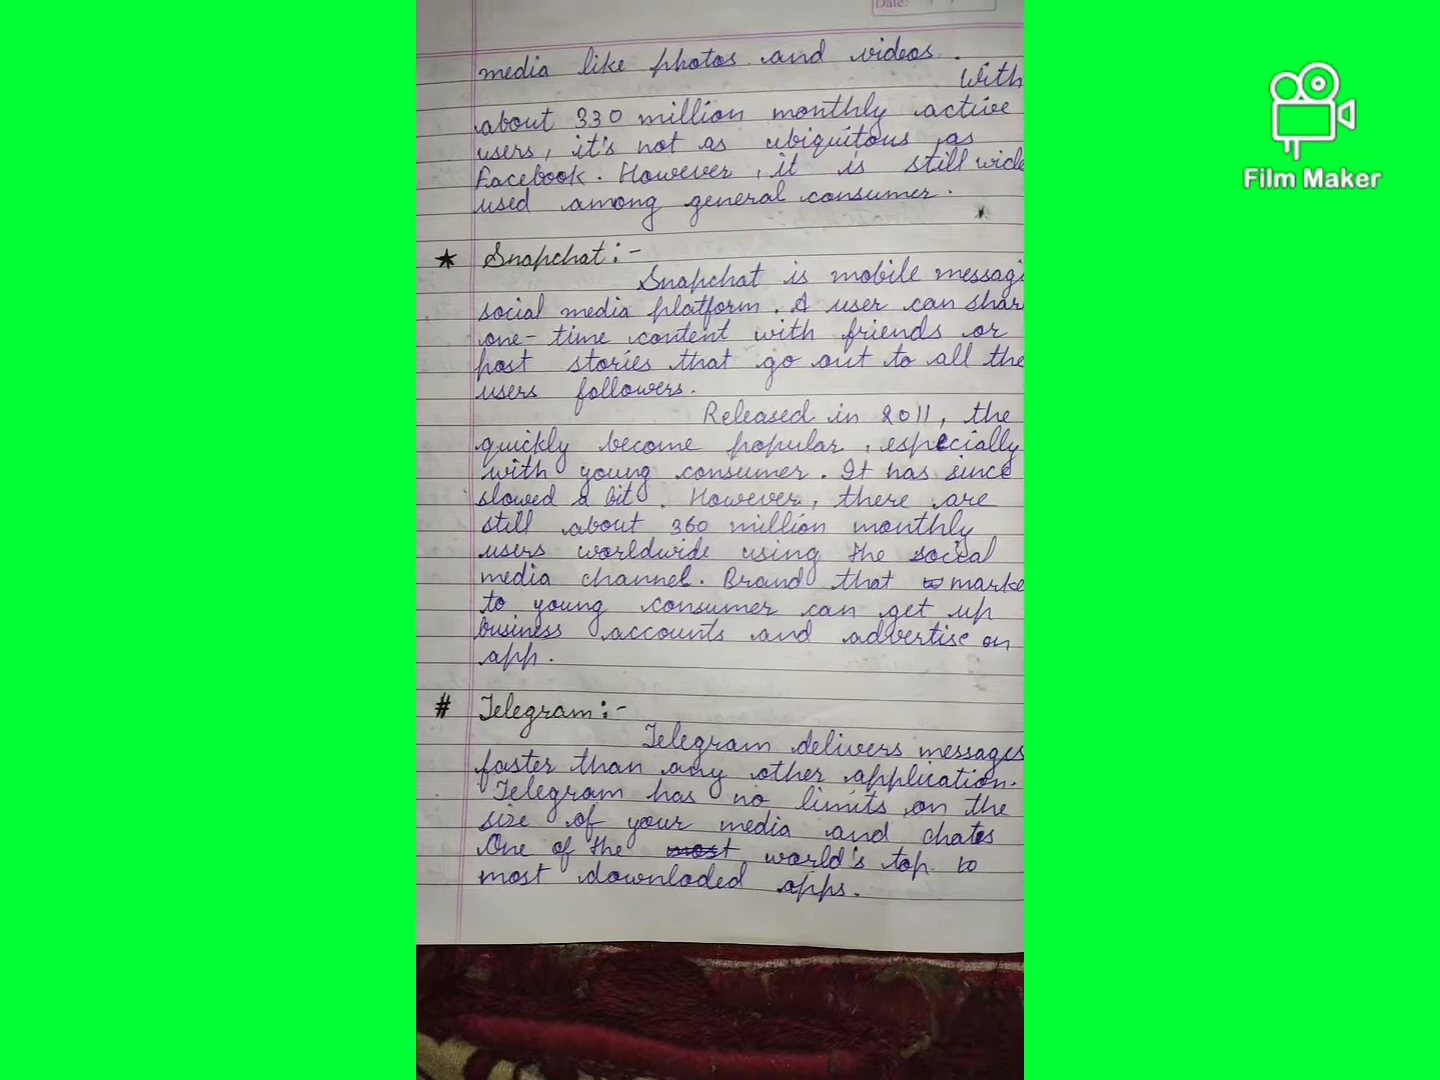 Date:
media like photos and videos.
With
about 330 million monthly active
users, it's not as ubiquitous as
Facebook. However, it is still wide
used among general consumer.
★ Snapchat:-
Snapchat is mobile messagi
social media platform. A user can shar
one-time content with friends or
post stories that go out to all the
users followers.
Released in 2011, the
quickly become popular, especially
with young consumer. It has since
slowed a bit. However, there are
still about 360 million monthly
users worldwide using the social
media channel. Brand that marke
to young consumer can get up
business accounts and advertise on
app.
# Telegram:-
Telegram delivers messages
faster than any other application.
Telegram has no limits on the
size of your media and chats
One of the most world's top 10
most downloded apps.
Film Maker